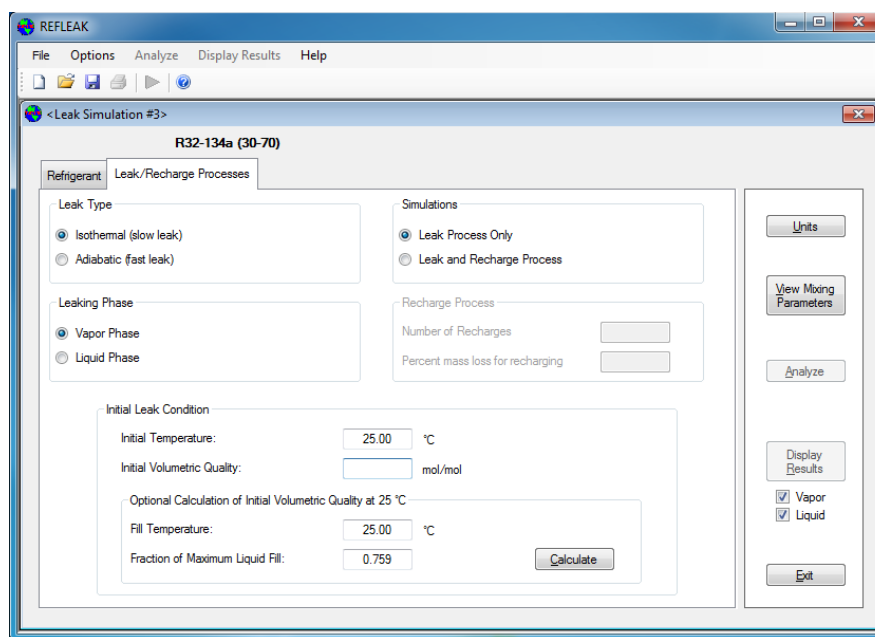 REFLEAK
File Options Analyze Display Results Help
<Leak Simulation #3>
R32-134a (30-70)
Refrigerant Leak/Recharge Processes
Leak Type
Isothermal (slow leak)
Adiabatic (fast leak)
Simulations
Leak Process Only
Leak and Recharge Process
Leaking Phase
Vapor Phase
Liquid Phase
Recharge Process
Number of Recharges
Percent mass loss for recharging
Initial Leak Condition
Initial Temperature: 25.00 °C
Initial Volumetric Quality: mol/mol
Optional Calculation of Initial Volumetric Quality at 25 °C
Fill Temperature: 25.00 °C
Fraction of Maximum Liquid Fill: 0.759 Calculate
Units
View Mixing
Parameters
Analyze
Display
Results
Vapor
Liquid
Exit